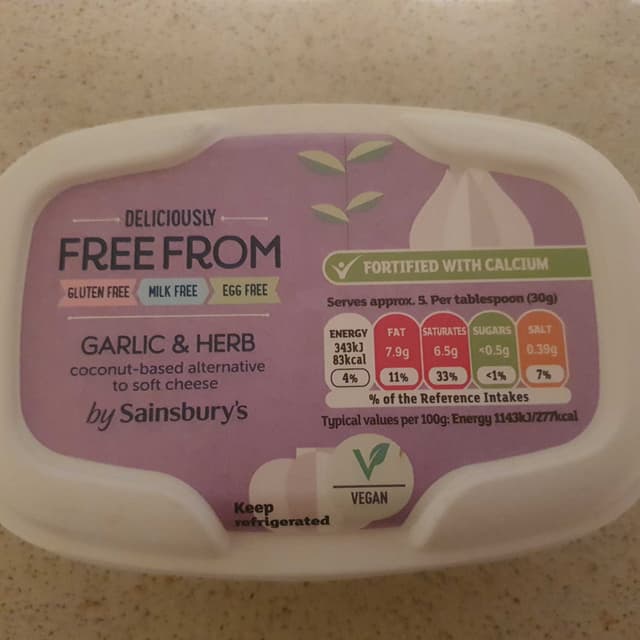 DELICIOUSLY
FREE FROM
GLUTEN FREE MILK FREE EGG FREE
GARLIC & HERB
coconut-based alternative
to soft cheese
by Sainsbury's
FORTIFIED WITH CALCIUM
Serves approx. 5. Per tablespoon (30g)
ENERGY FAT SATURATES SUGARS SALT
343kJ
83kcal 7.9g 6.5g <0.5g 0.39g
4% 11% 33% <1% 7%
% of the Reference Intakes
Typical values per 100g: Energy 1143kJ/277kcal
VEGAN
Keep
refrigerated